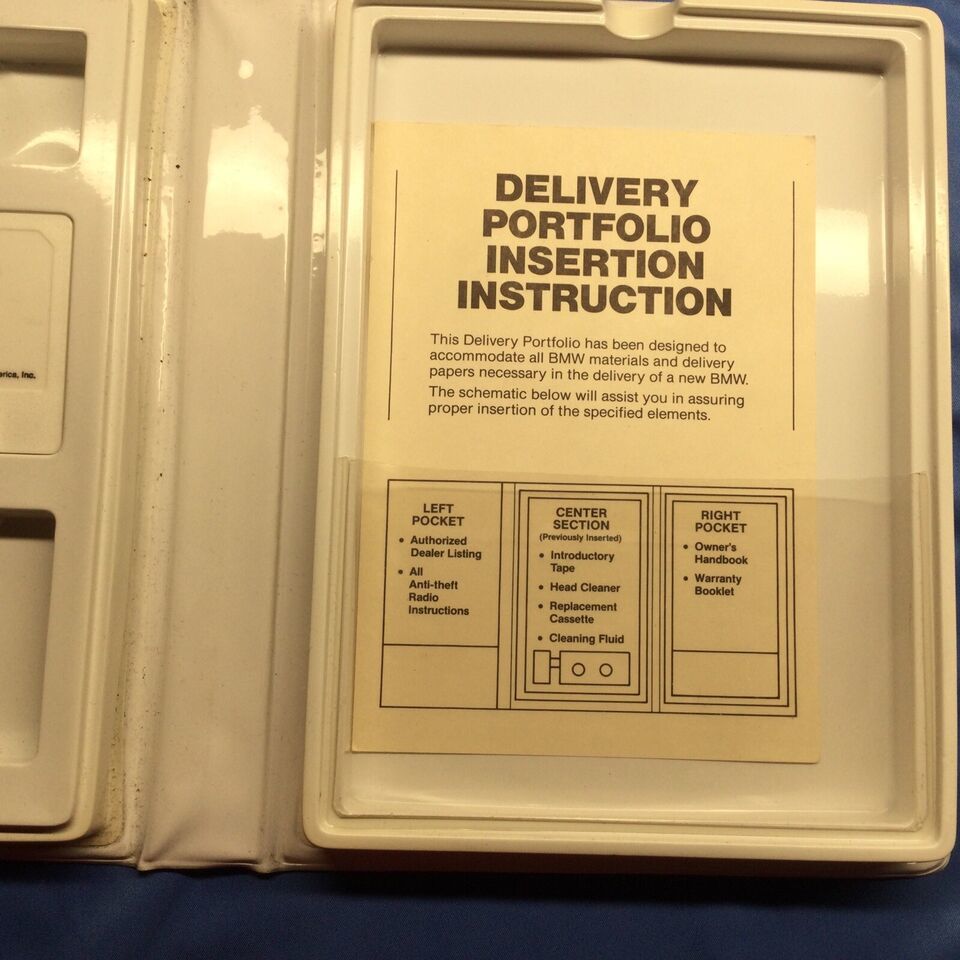 erica, Inc.
DELIVERY
PORTFOLIO
INSERTION
INSTRUCTION
This Delivery Portfolio has been designed to
accommodate all BMW materials and delivery
papers necessary in the delivery of a new BMW.
The schematic below will assist you in assuring
proper insertion of the specified elements.
LEFT
POCKET
• Authorized
Dealer Listing
• All
Anti-theft
Radio
Instructions
CENTER
SECTION
(Previously Inserted)
• Introductory
Tape
• Head Cleaner
• Replacement
Cassette
• Cleaning Fluid
RIGHT
POCKET
• Owner's
Handbook
• Warranty
Booklet